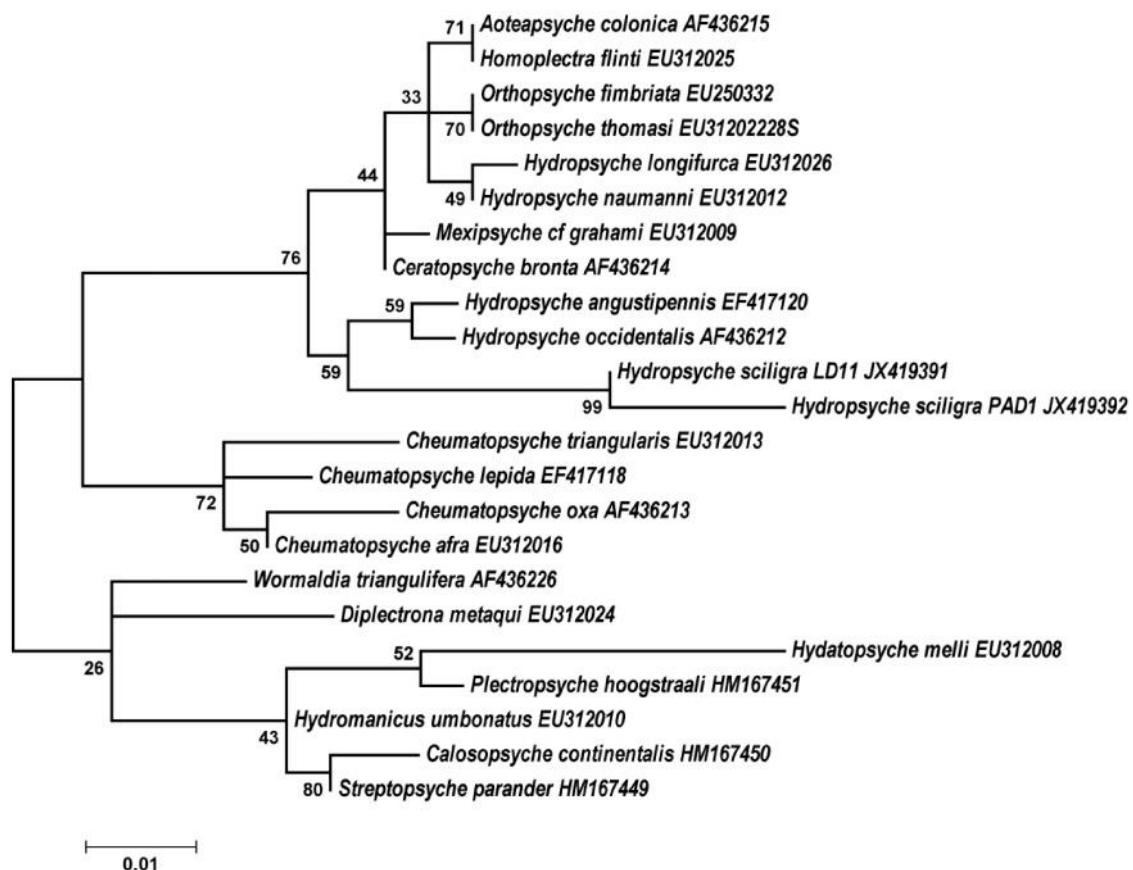 71
Aoteapsyche colonica AF436215
Homoplectra flinti EU312025
33
Orthopsyche fimbriata EU250332
70
Orthopsyche thomasi EU31202228S
Hydropsyche longifurca EU312026
44
49
Hydropsyche naumanni EU312012
Mexipsyche cf grahami EU312009
76
Ceratopsyche bronta AF436214
59
Hydropsyche angustipennis EF417120
Hydropsyche occidentalis AF436212
59
Hydropsyche sciligra LD11 JX419391
99
Hydropsyche sciligra PAD1 JX419392
Cheumatopsyche triangularis EU312013
Cheumatopsyche lepida EF417118
72
Cheumatopsyche oxa AF436213
50
Cheumatopsyche afra EU312016
Wormaldia triangulifera AF436226
Diplectrona metaqui EU312024
26
52
Hydatopsyche melli EU312008
Plectropsyche hoogstraali HM167451
Hydromanicus umbonatus EU312010
43
Calosopsyche continentalis HM167450
80
Streptopsyche parander HM167449
0.01